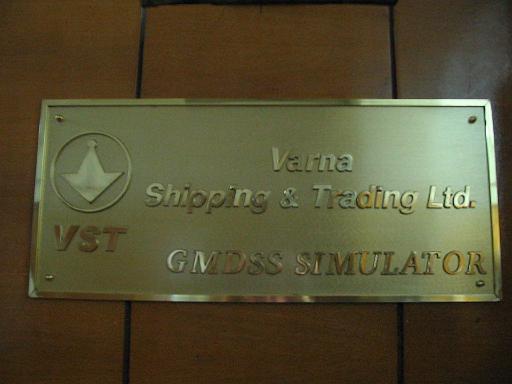 Varna
Shipping & Trading Ltd.
VST
GMDSS SIMULATOR